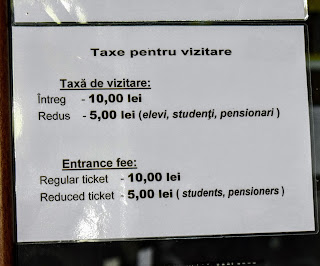 Taxe pentru vizitare
Taxă de vizitare:
Întreg - 10,00 lei
Redus - 5,00 lei (elevi, studenţi, pensionari )
Entrance fee:
Regular ticket - 10,00 lei
Reduced ticket - 5,00 lei ( students, pensioners )